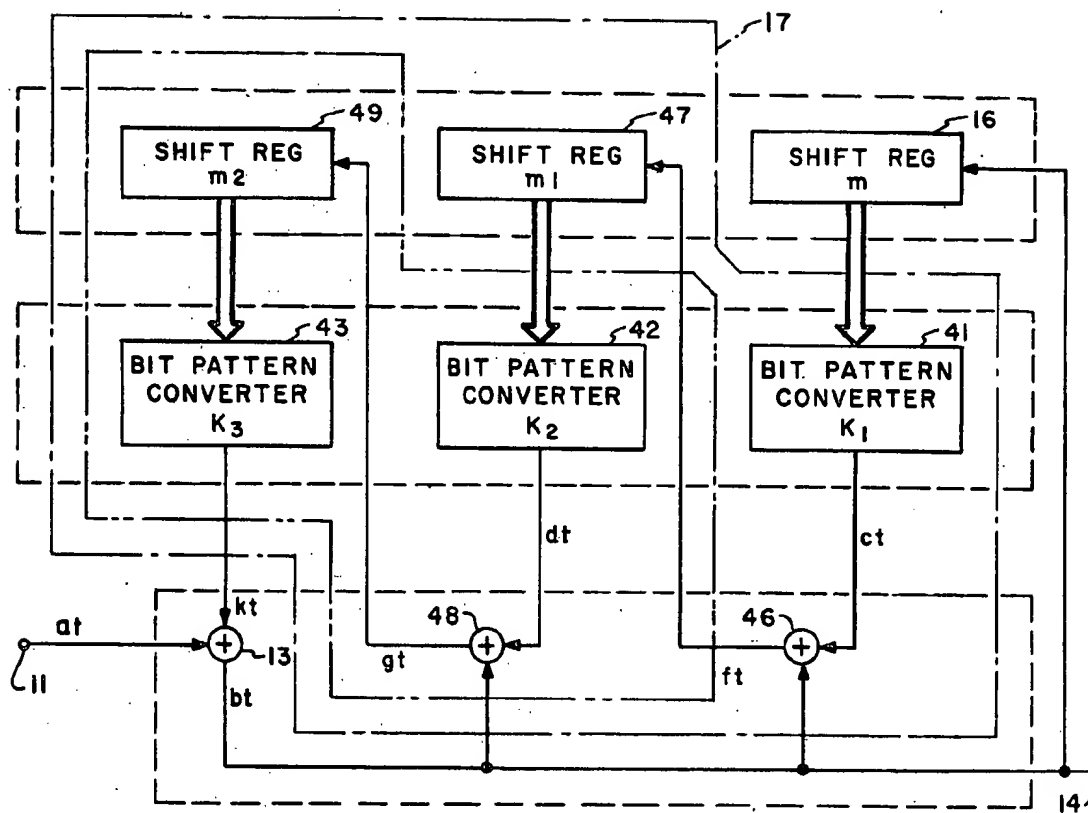 17
49
47
16
SHIFT REG
m2
SHIFT REG
m1
SHIFT REG
m
43
42
41
BIT PATTERN
CONVERTER
K3
BIT PATTERN
CONVERTER
K2
BIT. PATTERN
CONVERTER
K1
dt
ct
kt
48
46
at
13
gt
ft
11
bt
14